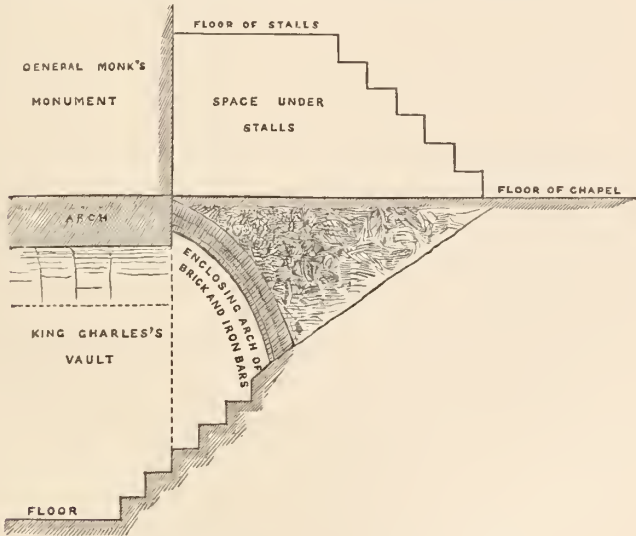 FLOOR OF STALLS
GENERAL MONK'S
MONUMENT
SPACE UNDER
STALLS
FLOOR OF CHAPEL
ARCH
ENCLOSING ARCH OF
BRICK AND IRON BARS
KING CHARLES'S
VAULT
FLOOR